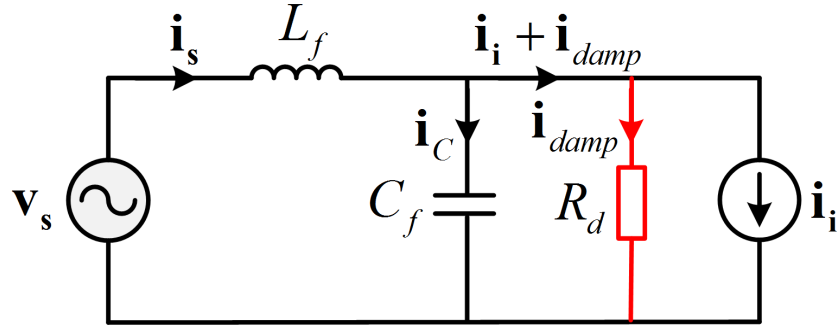 i_s L_f i_i + i_damp
i_C i_damp
v_s C_f R_d i_i